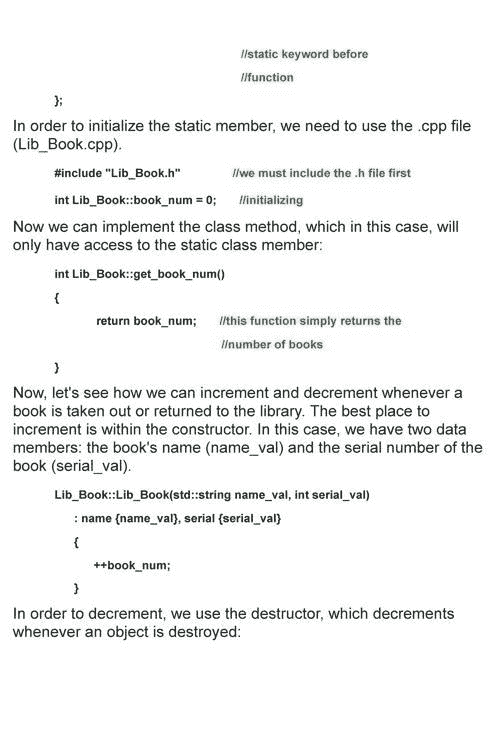 //static keyword before
//function
};
In order to initialize the static member, we need to use the .cpp file
(Lib_Book.cpp).
#include "Lib_Book.h" //we must include the .h file first
int Lib_Book::book_num = 0; //initializing
Now we can implement the class method, which in this case, will
only have access to the static class member:
int Lib_Book::get_book_num()
{
return book_num; //this function simply returns the
//number of books
}
Now, let's see how we can increment and decrement whenever a
book is taken out or returned to the library. The best place to
increment is within the constructor. In this case, we have two data
members: the book's name (name_val) and the serial number of the
book (serial_val).
Lib_Book::Lib_Book(std::string name_val, int serial_val)
: name {name_val}, serial {serial_val}
{
++book_num;
}
In order to decrement, we use the destructor, which decrements
whenever an object is destroyed: